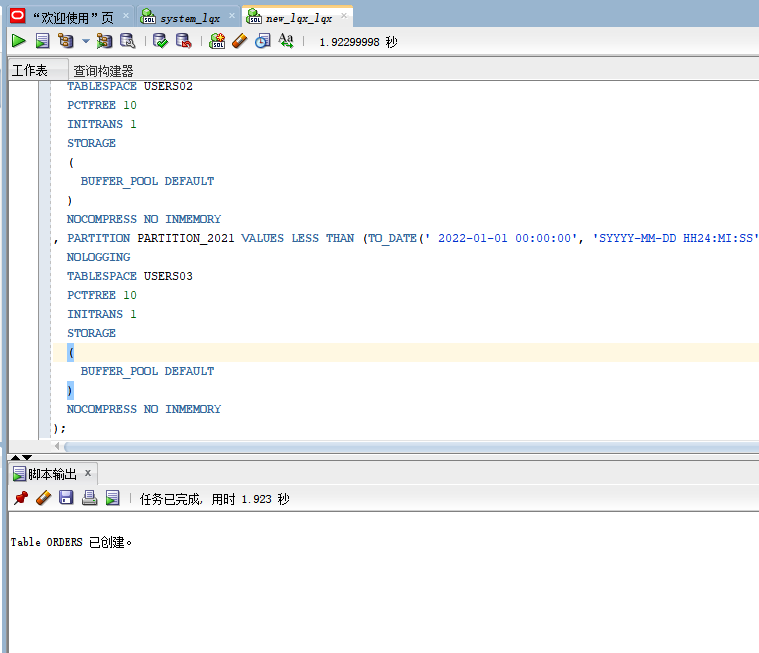 “欢迎使用”页 × system_lqx × new_lqx_lqx ×
SQL Aa 1.92299998 秒
工作表 查询构建器
TABLESPACE USERS02
PCTFREE 10
INITRANS 1
STORAGE
(
BUFFER_POOL DEFAULT
)
NOCOMPRESS NO INMEMORY
, PARTITION PARTITION_2021 VALUES LESS THAN (TO_DATE(' 2022-01-01 00:00:00', 'SYYYY-MM-DD HH24:MI:SS'
NOLOGGING
TABLESPACE USERS03
PCTFREE 10
INITRANS 1
STORAGE
(
BUFFER_POOL DEFAULT
)
NOCOMPRESS NO INMEMORY
);
脚本输出 ×
任务已完成, 用时 1.923 秒
Table ORDERS 已创建。